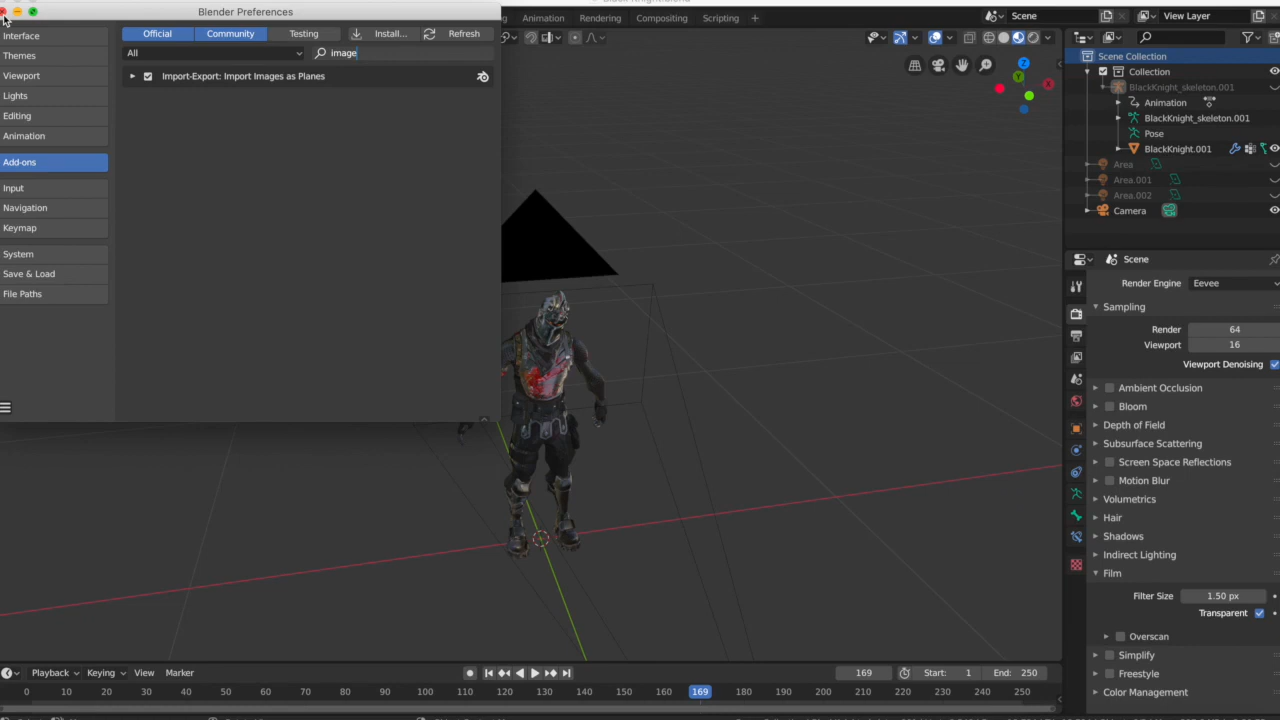 Blender Preferences
Animation Rendering Compositing Scripting +
Scene
View Layer
Interface
Themes
Viewport
Lights
Editing
Animation
Add-ons
Input
Navigation
Keymap
System
Save & Load
File Paths
Official Community Testing Install... Refresh
All image
Import-Export: Import Images as Planes
Z
Y
X
Scene Collection
Collection
BlackKnight_skeleton.001
Animation
BlackKnight_skeleton.001
Pose
BlackKnight.001
Area
Area.001
Area.002
Camera
Scene
Render Engine Eevee
Sampling
Render 64
Viewport 16
Viewport Denoising
Ambient Occlusion
Bloom
Depth of Field
Subsurface Scattering
Screen Space Reflections
Motion Blur
Volumetrics
Hair
Shadows
Indirect Lighting
Film
Filter Size 1.50 px
Transparent
Overscan
Simplify
Freestyle
Color Management
Playback Keying View Marker
169 Start: 1 End: 250
0 10 20 30 40 50 60 70 80 90 100 110 120 130 140 150 160 169 180 190 200 210 220 230 240 250